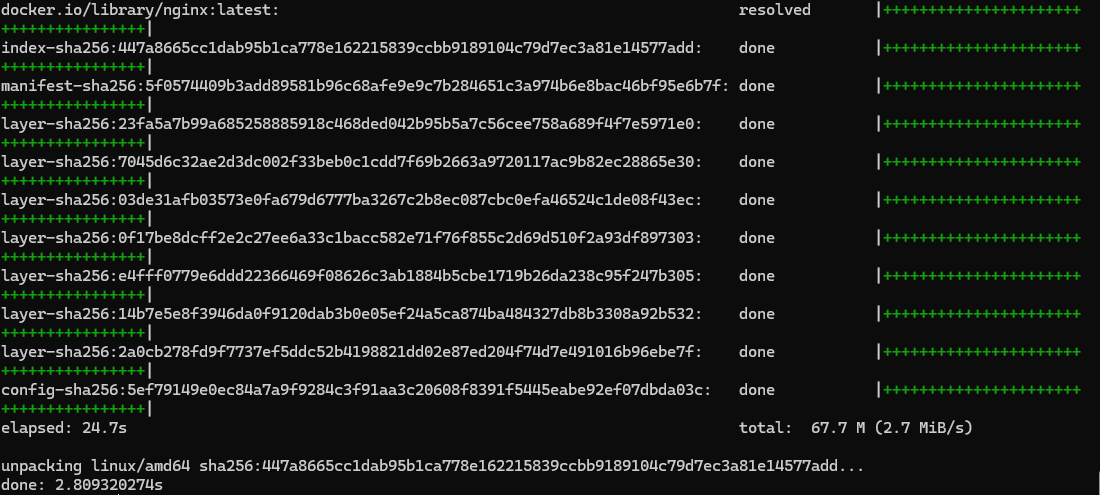 docker.io/library/nginx:latest: resolved |++++++++++++++++++++++
++++++++++++++++|
index-sha256:447a8665cc1dab95b1ca778e162215839ccbb9189104c79d7ec3a81e14577add: done |++++++++++++++++++++++
++++++++++++++++|
manifest-sha256:5f0574409b3add89581b96c68afe9e9c7b284651c3a974b6e8bac46bf95e6b7f: done |++++++++++++++++++++++
++++++++++++++++|
layer-sha256:23fa5a7b99a685258885918c468ded042b95b5a7c56cee758a689f4f7e5971e0: done |++++++++++++++++++++++
++++++++++++++++|
layer-sha256:7045d6c32ae2d3dc002f33beb0c1cdd7f69b2663a9720117ac9b82ec28865e30: done |++++++++++++++++++++++
++++++++++++++++|
layer-sha256:03de31afb03573e0fa679d6777ba3267c2b8ec087cbc0efa46524c1de08f43ec: done |++++++++++++++++++++++
++++++++++++++++|
layer-sha256:0f17be8dcff2e2c27ee6a33c1bacc582e71f76f855c2d69d510f2a93df897303: done |++++++++++++++++++++++
++++++++++++++++|
layer-sha256:e4fff0779e6ddd22366469f08626c3ab1884b5cbe1719b26da238c95f247b305: done |++++++++++++++++++++++
++++++++++++++++|
layer-sha256:14b7e5e8f3946da0f9120dab3b0e05ef24a5ca874ba484327db8b3308a92b532: done |++++++++++++++++++++++
++++++++++++++++|
layer-sha256:2a0cb278fd9f7737ef5ddc52b4198821dd02e87ed204f74d7e491016b96ebe7f: done |++++++++++++++++++++++
++++++++++++++++|
config-sha256:5ef79149e0ec84a7a9f9284c3f91aa3c20608f8391f5445eabe92ef07dbda03c: done |++++++++++++++++++++++
++++++++++++++++|
elapsed: 24.7s total: 67.7 M (2.7 MiB/s)
unpacking linux/amd64 sha256:447a8665cc1dab95b1ca778e162215839ccbb9189104c79d7ec3a81e14577add...
done: 2.809320274s